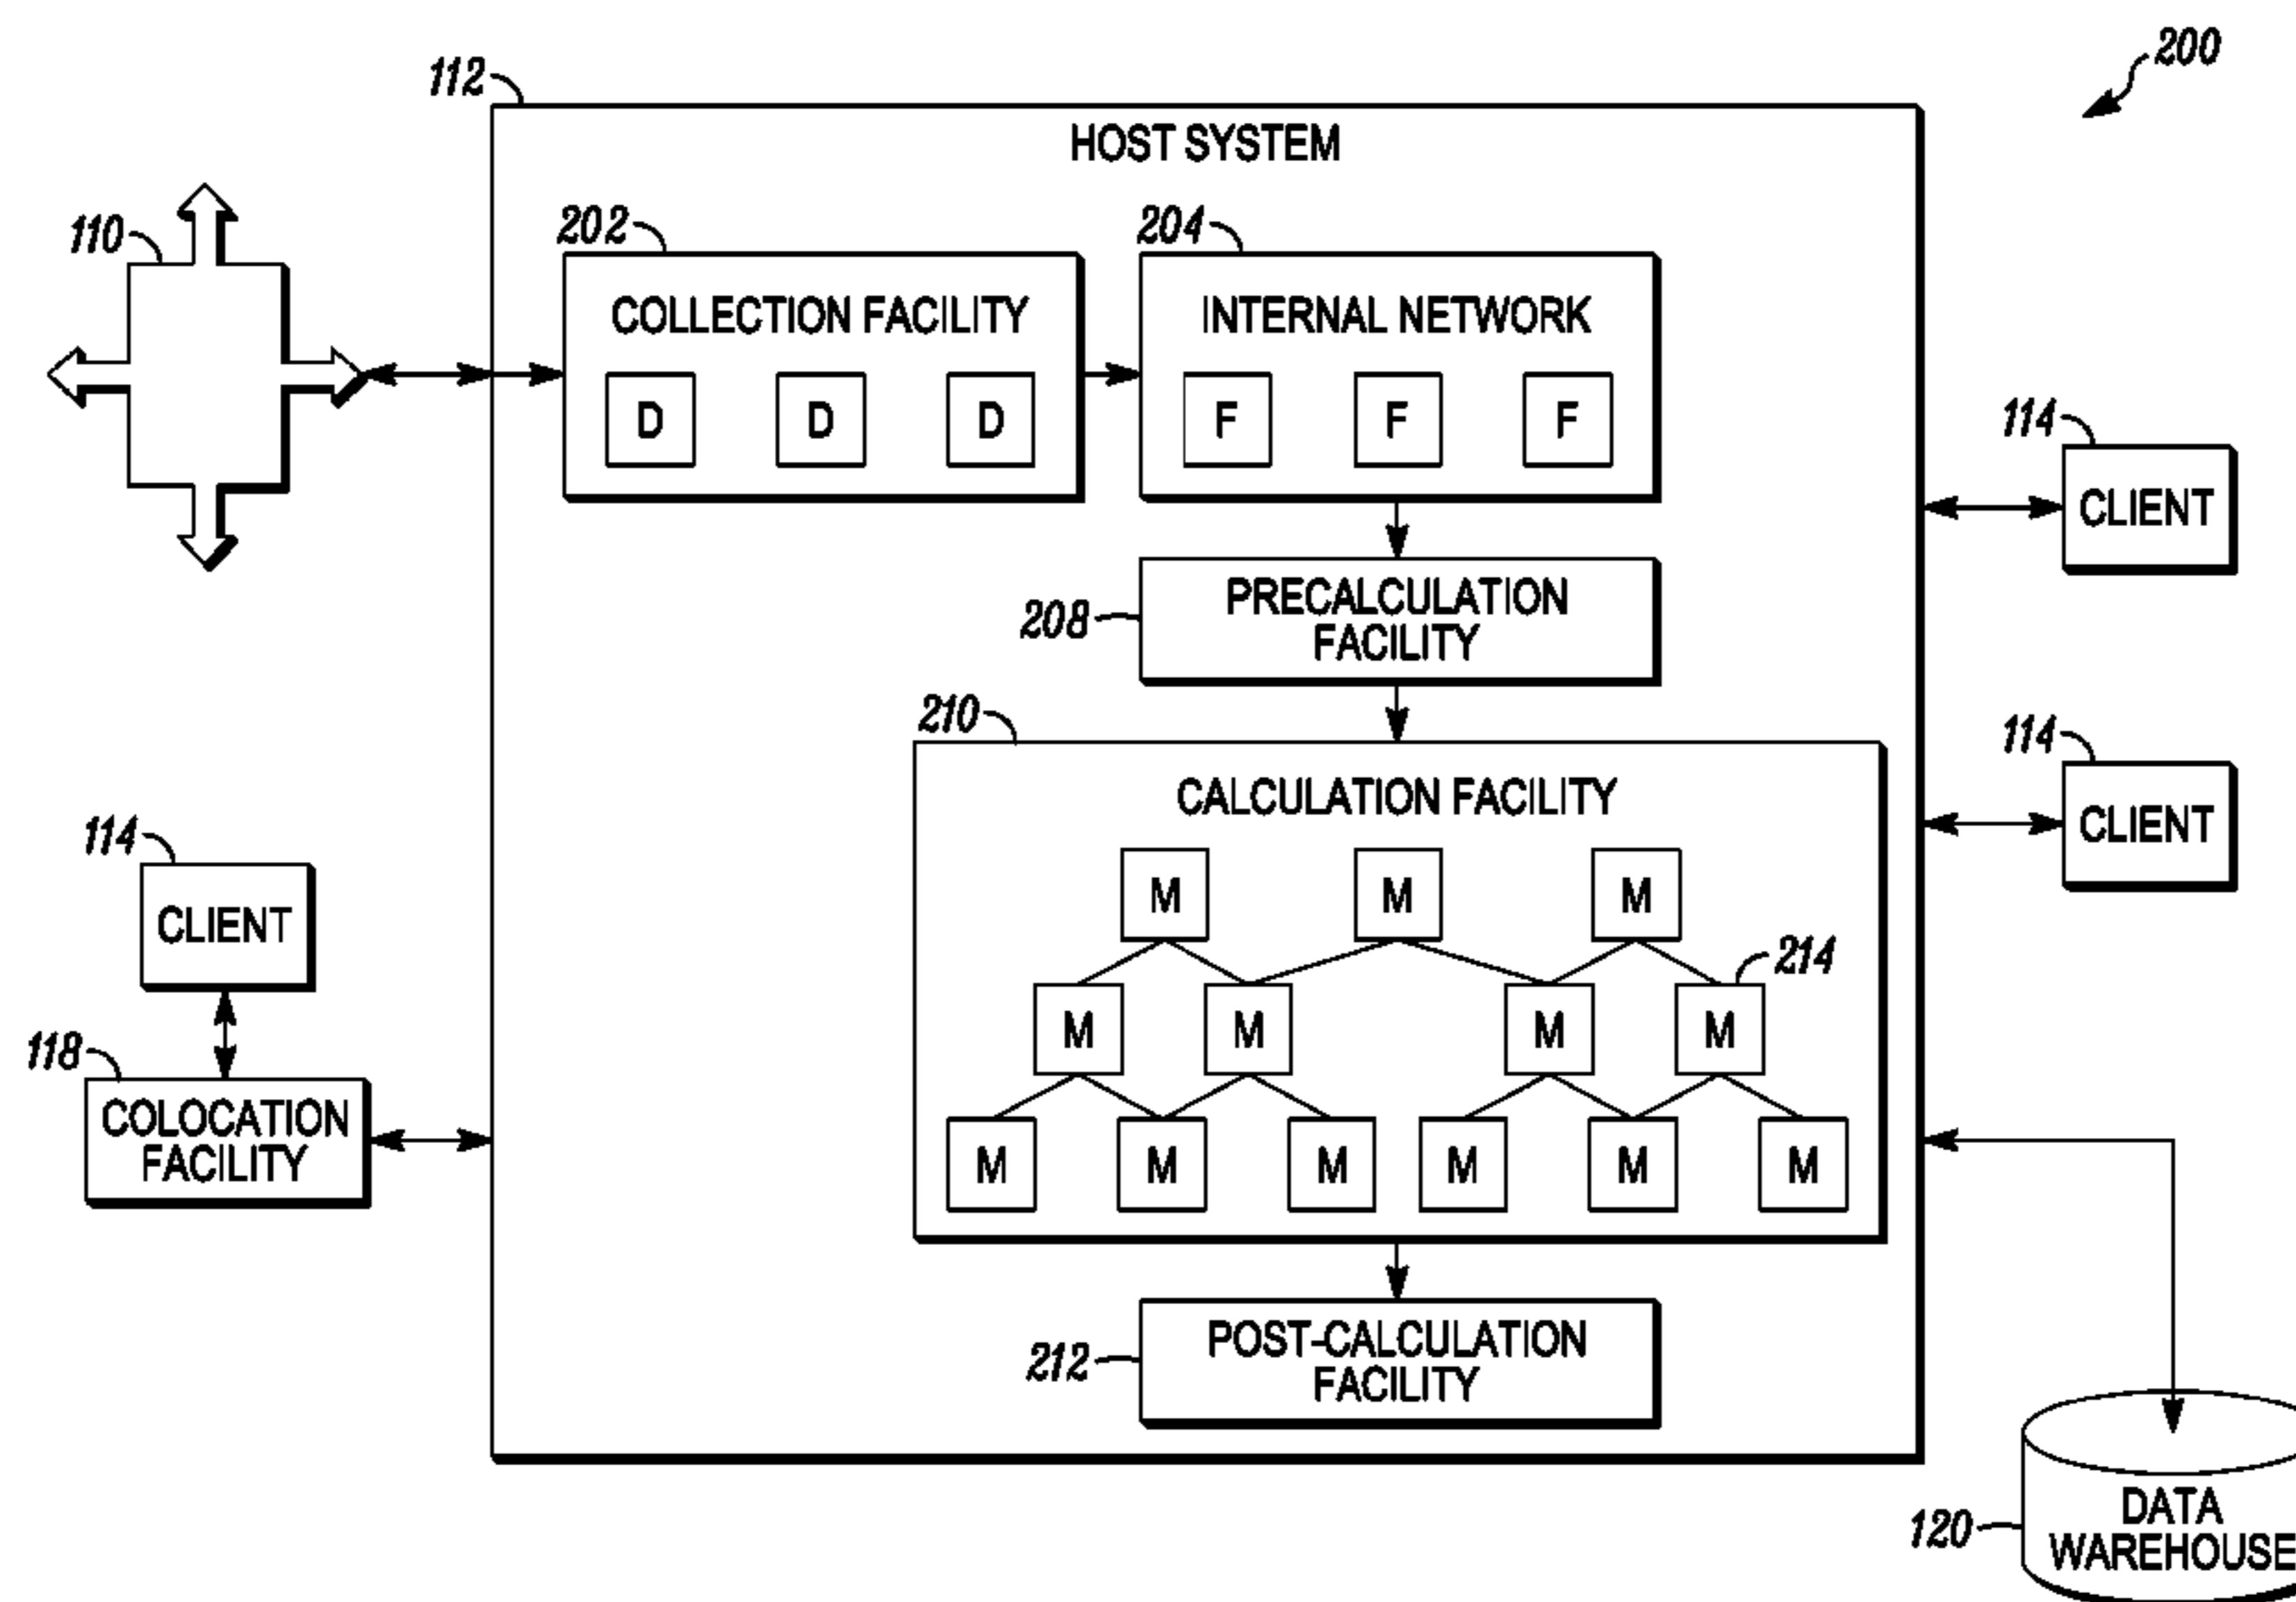 200
112
HOST SYSTEM
110
202
204
COLLECTION FACILITY
INTERNAL NETWORK
D D D
F F F
114
CLIENT
208
PRECALCULATION
FACILITY
210
114
CLIENT
CALCULATION FACILITY
114
CLIENT
M M M
214
M M M M
118
COLOCATION
FACILITY
M M M M M M
212
POST-CALCULATION
FACILITY
120
DATA
WAREHOUSE